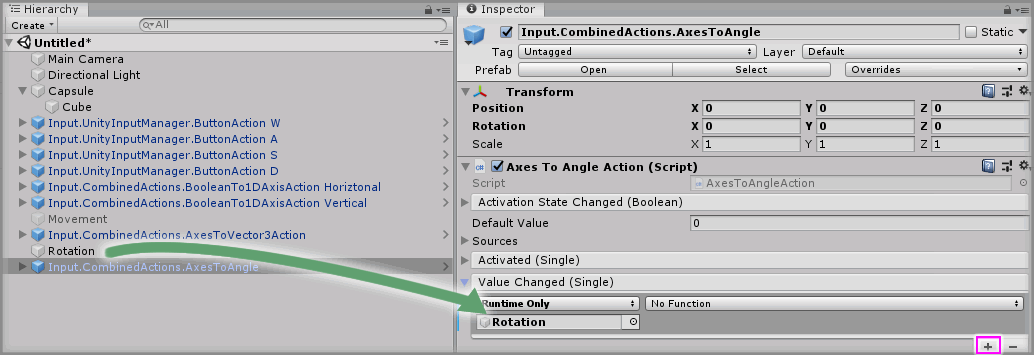 Hierarchy
Create
All
Untitled*
Main Camera
Directional Light
Capsule
Cube
Input.UnityInputManager.ButtonAction W
Input.UnityInputManager.ButtonAction A
Input.UnityInputManager.ButtonAction S
Input.UnityInputManager.ButtonAction D
Input.CombinedActions.BooleanTo1DAxisAction Horiztonal
Input.CombinedActions.BooleanTo1DAxisAction Vertical
Movement
Input.CombinedActions.AxesToVector3Action
Rotation
Input.CombinedActions.AxesToAngle
Inspector
Input.CombinedActions.AxesToAngle Static
Tag Untagged Layer Default
Prefab Open Select Overrides
Transform
Position X 0 Y 0 Z 0
Rotation X 0 Y 0 Z 0
Scale X 1 Y 1 Z 1
Axes To Angle Action (Script)
Script AxesToAngleAction
Activation State Changed (Boolean)
Default Value 0
Sources
Activated (Single)
Value Changed (Single)
Runtime Only No Function
Rotation